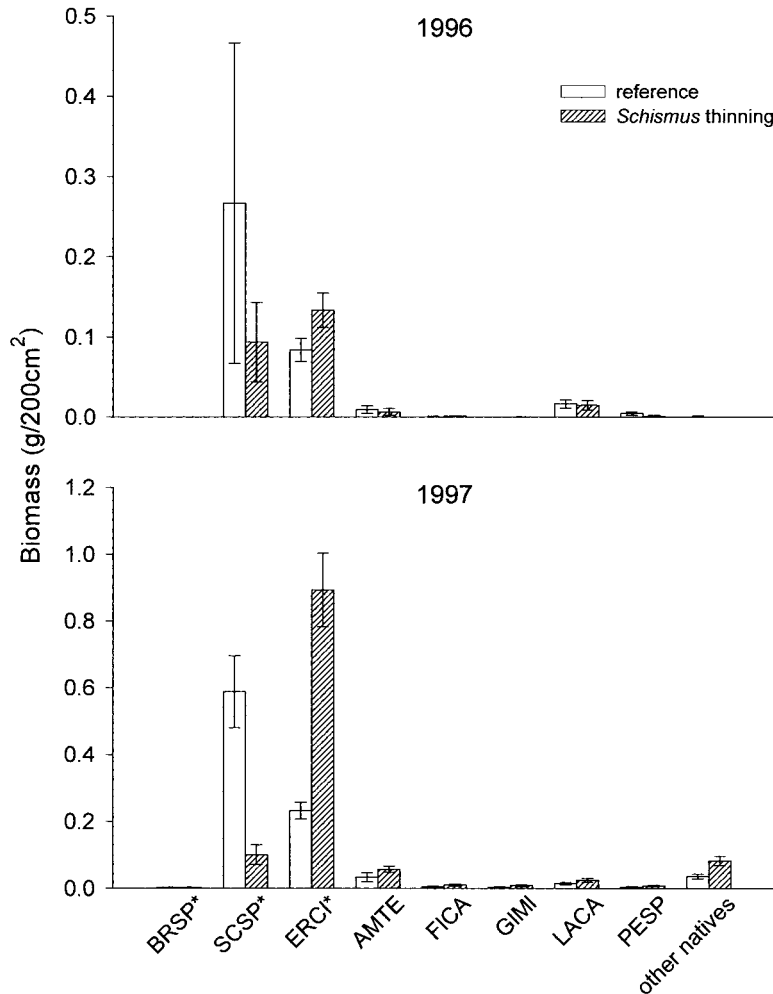 1996
reference
Schismus thinning
0.5
0.4
0.3
0.2
0.1
0.0
Biomass (g/200cm²)
1997
1.2
1.0
0.8
0.6
0.4
0.2
0.0
BRSP*
SCSP*
ERCI*
AMTE
FICA
GIMI
LACA
PESP
other natives